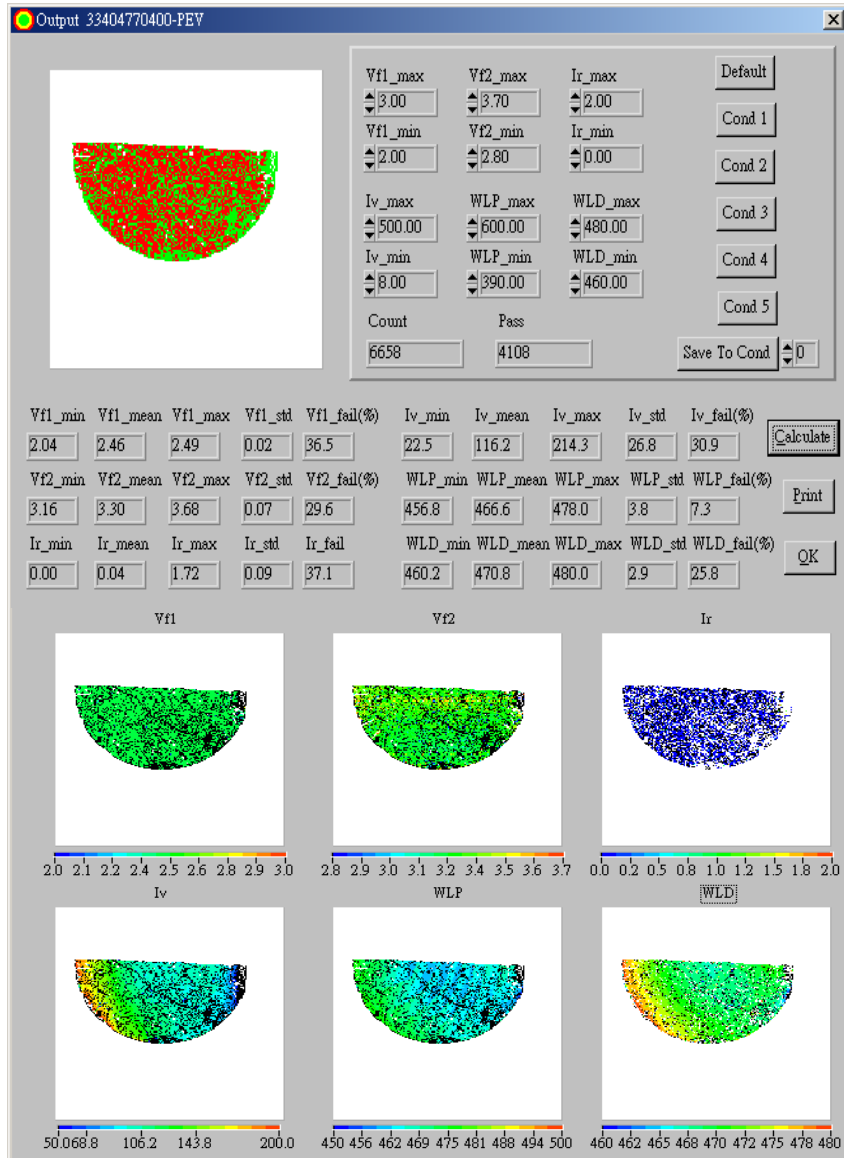 Output 33404770400-PEV
Vf1_max Vf2_max Ir_max Default
3.00 3.70 2.00
Vf1_min Vf2_min Ir_min Cond 1
2.00 2.80 0.00
Cond 2
Iv_max WLP_max WLD_max
500.00 600.00 480.00 Cond 3
Iv_min WLP_min WLD_min
8.00 390.00 460.00 Cond 4
Cond 5
Count Pass
6658 4108 Save To Cond 0
Vf1_min Vf1_mean Vf1_max Vf1_std Vf1_fail(%) Iv_min Iv_mean Iv_max Iv_std Iv_fail(%)
2.04 2.46 2.49 0.02 36.5 22.5 116.2 214.3 26.8 30.9 Calculate
Vf2_min Vf2_mean Vf2_max Vf2_std Vf2_fail(%) WLP_min WLP_mean WLP_max WLP_std WLP_fail(%)
3.16 3.30 3.68 0.07 29.6 456.8 466.6 478.0 3.8 7.3 Print
Ir_min Ir_mean Ir_max Ir_std Ir_fail WLD_min WLD_mean WLD_max WLD_std WLD_fail(%)
0.00 0.04 1.72 0.09 37.1 460.2 470.8 480.0 2.9 25.8 OK
Vf1 Vf2 Ir
2.0 2.1 2.2 2.4 2.5 2.6 2.8 2.9 3.0 2.8 2.9 3.0 3.1 3.2 3.4 3.5 3.6 3.7 0.0 0.2 0.5 0.8 1.0 1.2 1.5 1.8 2.0
Iv WLP WLD
50.0 68.8 106.2 143.8 200.0 450 456 462 469 475 481 488 494 500 460 462 465 468 470 472 475 478 480